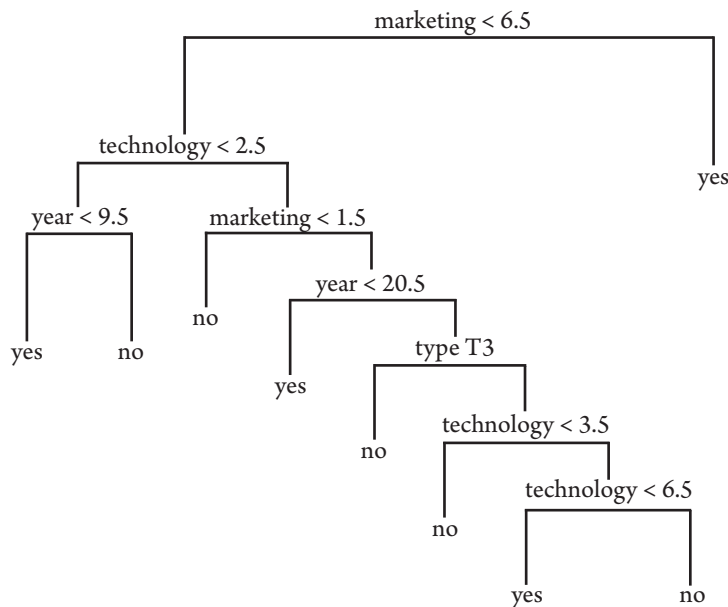 marketing < 6.5
technology < 2.5
yes
year < 9.5
marketing < 1.5
no
year < 20.5
yes
no
type T3
yes
technology < 3.5
no
technology < 6.5
no
yes
no